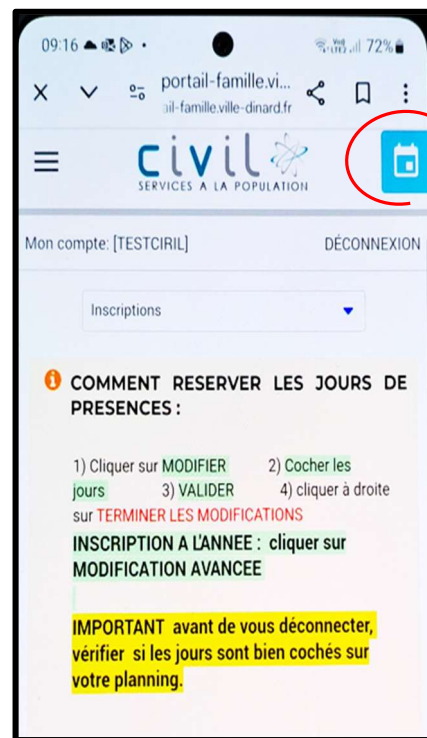 09:16
72%
portail-famille.vi...
ail-famille.ville-dinard.fr
civil
SERVICES A LA POPULATION
Mon compte: [TESTCIRIL] DÉCONNEXION
Inscriptions
COMMENT RESERVER LES JOURS DE
PRESENCES :
1) Cliquer sur MODIFIER 2) Cocher les
jours 3) VALIDER 4) cliquer à droite
sur TERMINER LES MODIFICATIONS
INSCRIPTION A L'ANNEE : cliquer sur
MODIFICATION AVANCEE
IMPORTANT avant de vous déconnecter,
vérifier si les jours sont bien cochés sur
votre planning.